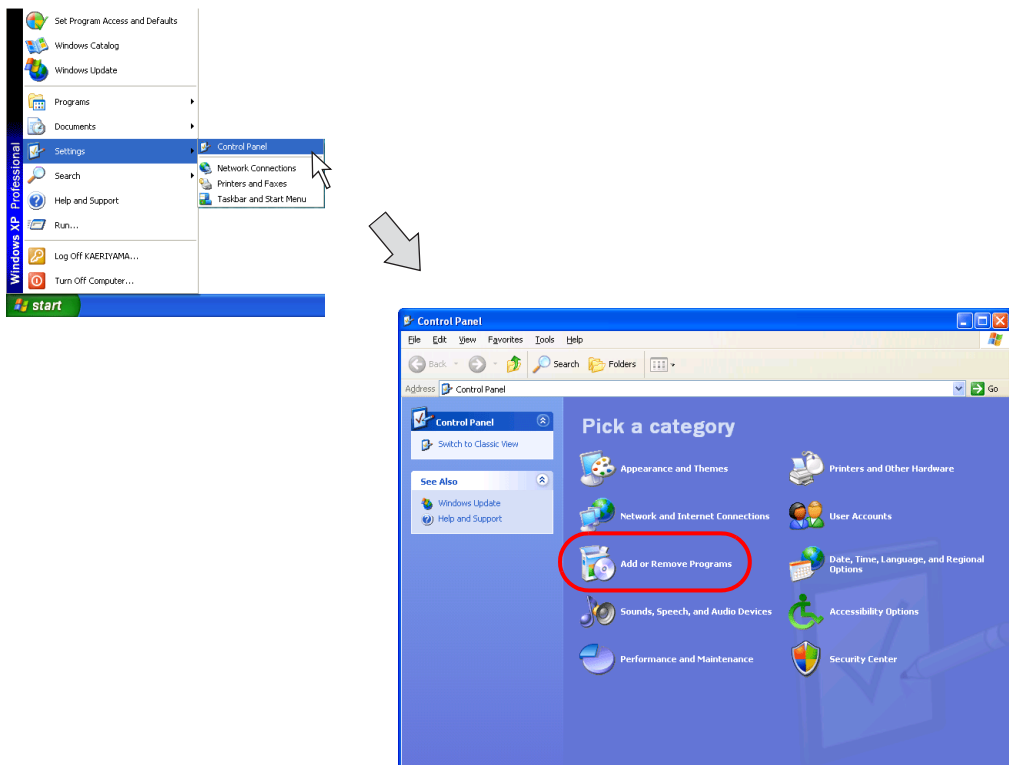 Set Program Access and Defaults
Windows Catalog
Windows Update
Programs
Documents
Settings
Search
Help and Support
Run...
Log Off KAERIYAMA...
Turn Off Computer...
Windows XP Professional
start
Control Panel
Network Connections
Printers and Faxes
Taskbar and Start Menu
Control Panel
File Edit View Favorites Tools Help
Back Search Folders
Address Control Panel Go
Control Panel
Switch to Classic View
See Also
Windows Update
Help and Support
Pick a category
Appearance and Themes
Printers and Other Hardware
Network and Internet Connections
User Accounts
Add or Remove Programs
Date, Time, Language, and Regional
Options
Sounds, Speech, and Audio Devices
Accessibility Options
Performance and Maintenance
Security Center